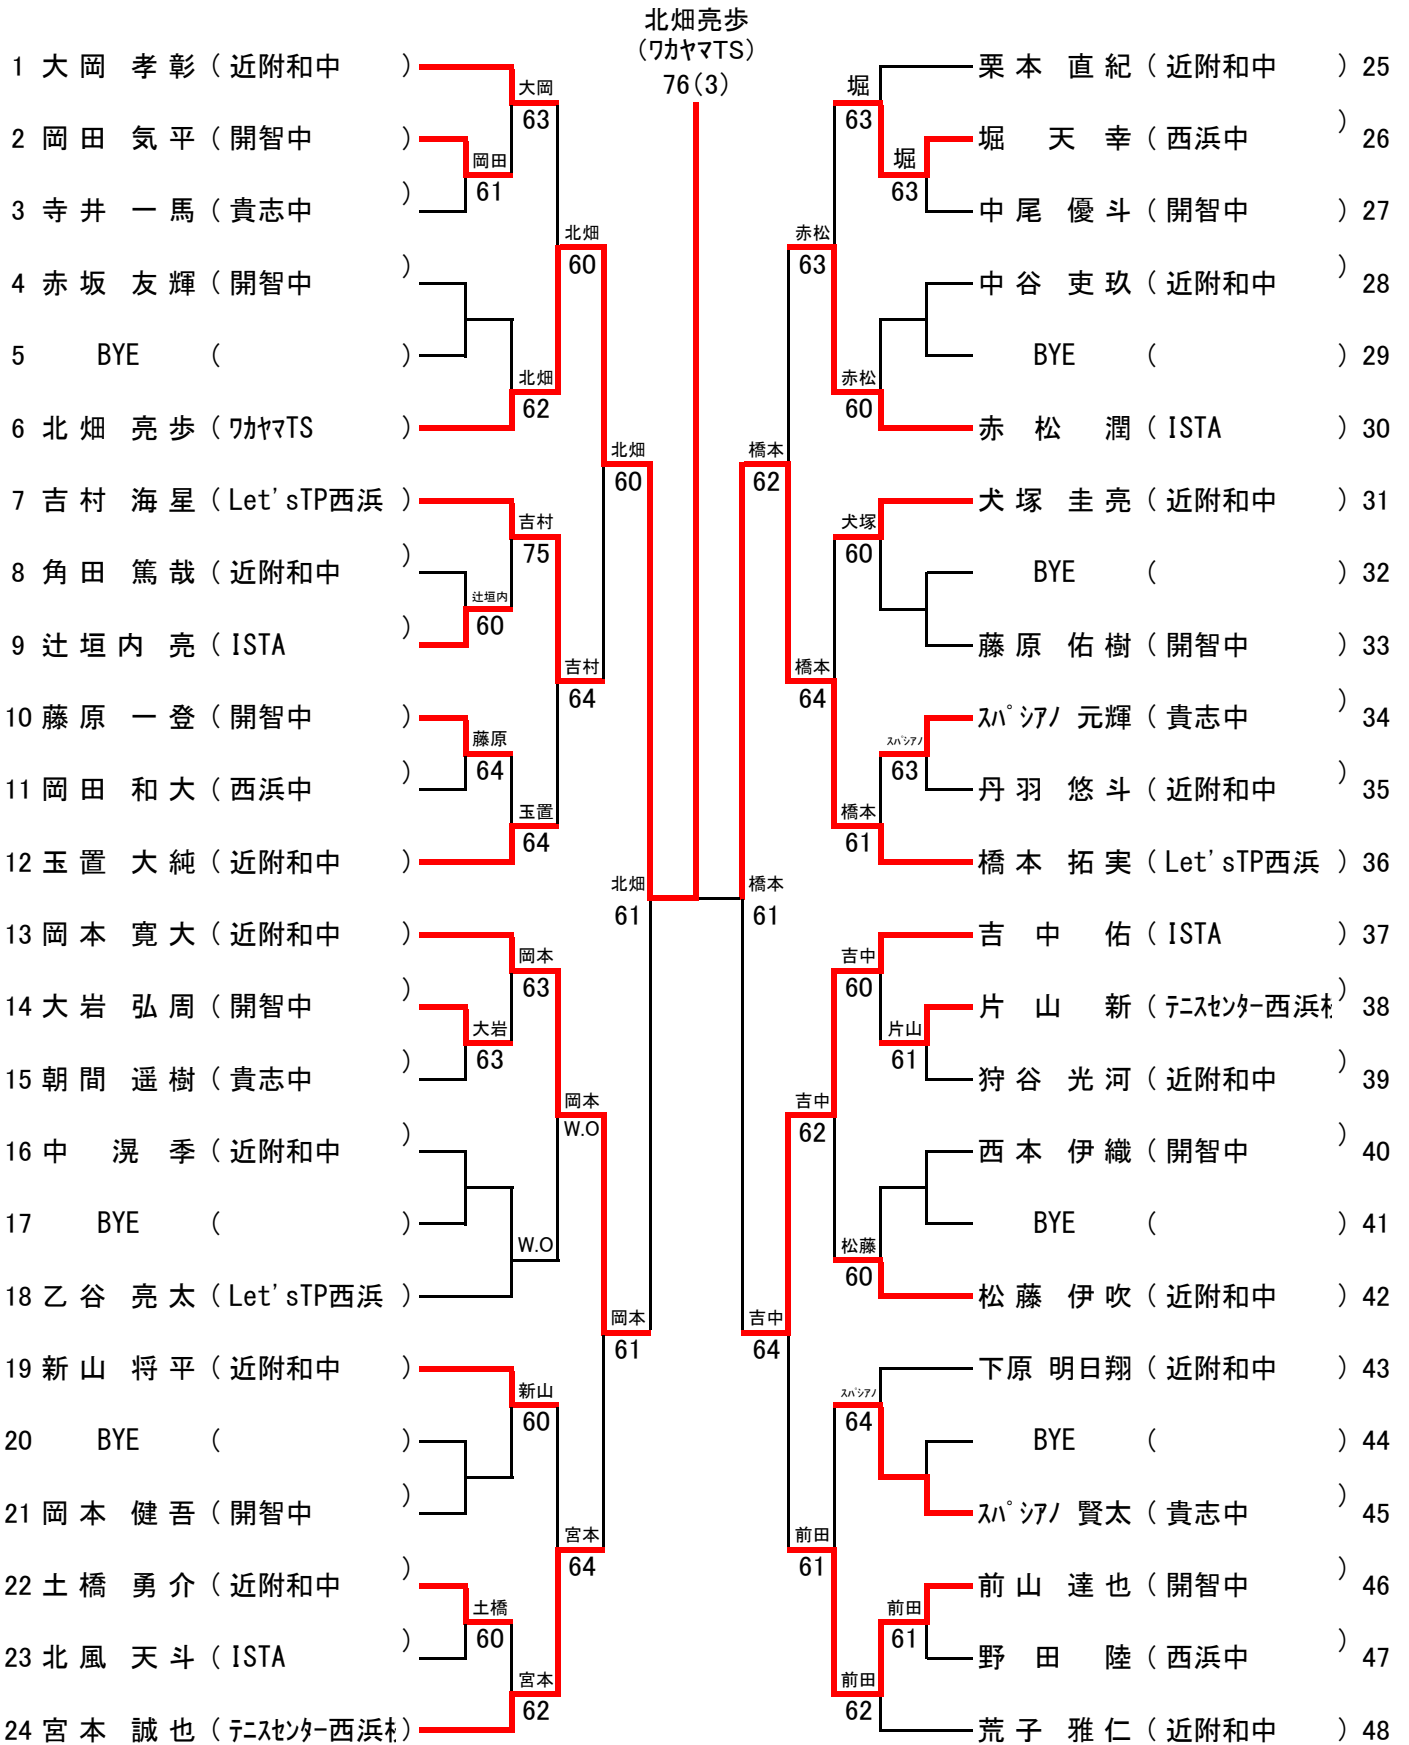 北畑亮歩
(ワカヤマTS)
76(3)
1 大岡 孝彰 ( 近附和中 )
大岡
63
2 岡田 気平 ( 開智中 )
岡田
61
3 寺井 一馬 ( 貴志中 )
北畑
60
4 赤坂 友輝 ( 開智中 )
5 BYE ( )
北畑
62
6 北畑 亮歩 ( ワカヤマTS )
北畑
60
7 吉村 海星 ( Let'sTP西浜 )
吉村
75
8 角田 篤哉 ( 近附和中 )
辻垣内
60
9 辻垣内 亮 ( ISTA )
吉村
64
10 藤原 一登 ( 開智中 )
藤原
64
11 岡田 和大 ( 西浜中 )
玉置
64
12 玉置 大純 ( 近附和中 )
北畑
61
13 岡本 寛大 ( 近附和中 )
岡本
63
14 大岩 弘周 ( 開智中 )
大岩
63
15 朝間 遥樹 ( 貴志中 )
岡本
W.O
16 中 滉季 ( 近附和中 )
17 BYE ( )
W.O
18 乙谷 亮太 ( Let'sTP西浜 )
岡本
61
19 新山 将平 ( 近附和中 )
新山
60
20 BYE ( )
21 岡本 健吾 ( 開智中 )
宮本
64
22 土橋 勇介 ( 近附和中 )
土橋
60
23 北風 天斗 ( ISTA )
宮本
62
24 宮本 誠也 ( テニスセンター西浜校 )
栗本 直紀 ( 近附和中 ) 25
堀
63
堀 天幸 ( 西浜中 ) 26
堀
63
中尾 優斗 ( 開智中 ) 27
赤松
63
中谷 吏玖 ( 近附和中 ) 28
BYE ( ) 29
赤松
60
赤松 潤 ( ISTA ) 30
橋本
62
犬塚 圭亮 ( 近附和中 ) 31
犬塚
60
BYE ( ) 32
藤原 佑樹 ( 開智中 ) 33
橋本
64
スパシアノ 元輝 ( 貴志中 ) 34
スパシアノ
63
丹羽 悠斗 ( 近附和中 ) 35
橋本
61
橋本 拓実 ( Let'sTP西浜 ) 36
橋本
61
吉中 佑 ( ISTA ) 37
吉中
60
片山 新 ( テニスセンター西浜校 ) 38
片山
61
狩谷 光河 ( 近附和中 ) 39
吉中
62
西本 伊織 ( 開智中 ) 40
BYE ( ) 41
松藤
60
松藤 伊吹 ( 近附和中 ) 42
吉中
64
下原 明日翔 ( 近附和中 ) 43
スパシアノ
64
BYE ( ) 44
スパシアノ 賢太 ( 貴志中 ) 45
前田
61
前山 達也 ( 開智中 ) 46
前田
61
野田 陸 ( 西浜中 ) 47
前田
62
荒子 雅仁 ( 近附和中 ) 48